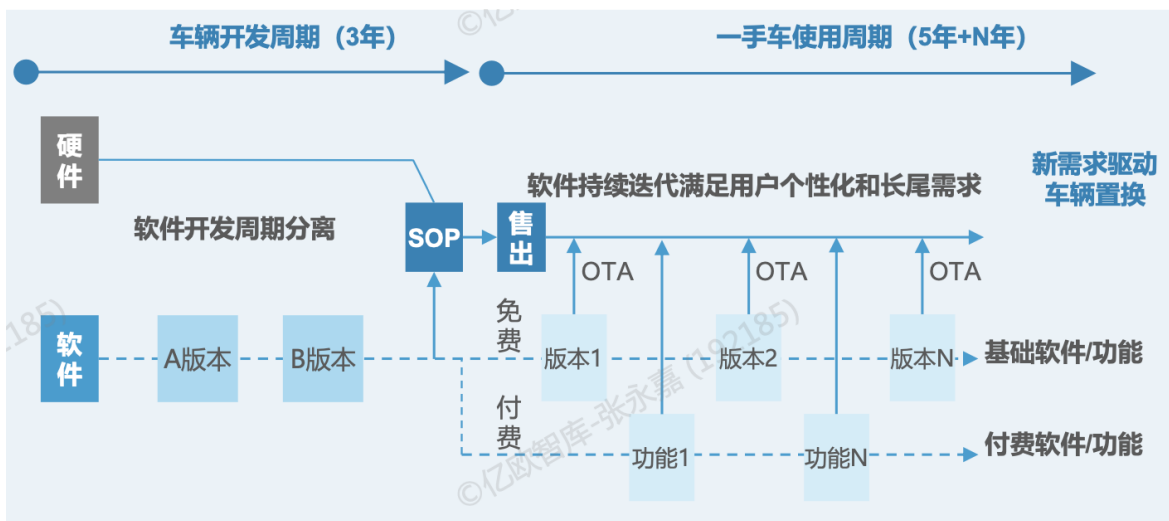 车辆开发周期（3年）
一手车使用周期（5年+N年）
硬件
软件开发周期分离
SOP
售出
软件持续迭代满足用户个性化和长尾需求
新需求驱动
车辆置换
OTA
OTA
OTA
软件
A版本
B版本
免费
版本1
版本2
版本N
基础软件/功能
付费
功能1
功能N
付费软件/功能
©亿欧智库-张永嘉 (192185)
©亿欧
2185)